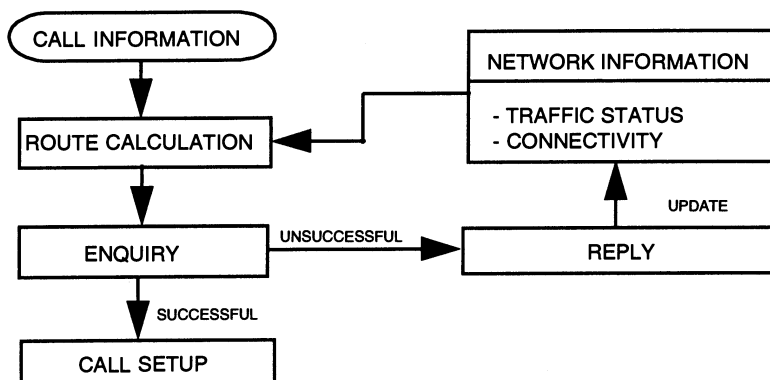 CALL INFORMATION
NETWORK INFORMATION
- TRAFFIC STATUS
- CONNECTIVITY
ROUTE CALCULATION
UPDATE
UNSUCCESSFUL
ENQUIRY
REPLY
SUCCESSFUL
CALL SETUP